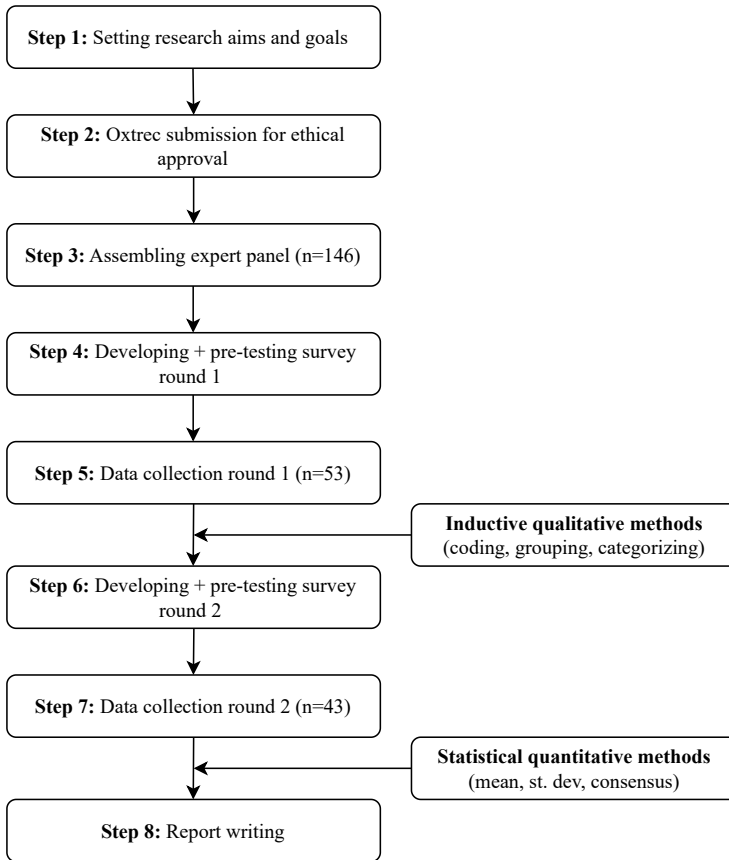 Step 1: Setting research aims and goals
Step 2: Oxtrec submission for ethical
approval
Step 3: Assembling expert panel (n=146)
Step 4: Developing + pre-testing survey
round 1
Step 5: Data collection round 1 (n=53)
Inductive qualitative methods
(coding, grouping, categorizing)
Step 6: Developing + pre-testing survey
round 2
Step 7: Data collection round 2 (n=43)
Statistical quantitative methods
(mean, st. dev, consensus)
Step 8: Report writing